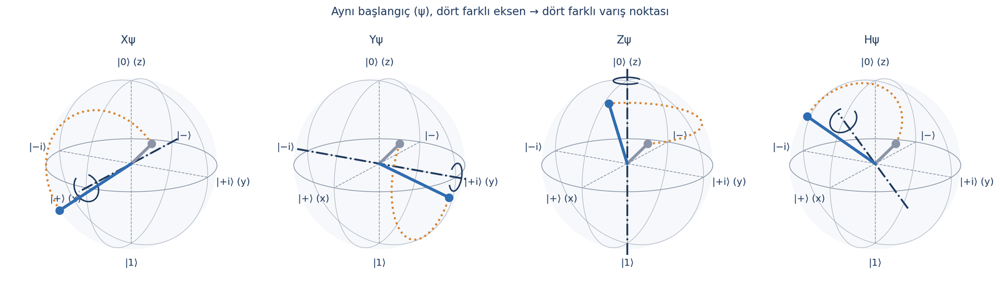 Aynı başlangıç (ψ), dört farklı eksen → dört farklı varış noktası
Xψ
|0⟩ (z)
|−⟩
|−i⟩
|+i⟩ (y)
|+⟩ (x)
|1⟩
Yψ
|0⟩ (z)
|−⟩
|−i⟩
|+i⟩ (y)
|+⟩ (x)
|1⟩
Zψ
|0⟩ (z)
|−⟩
|−i⟩
|+i⟩ (y)
|+⟩ (x)
|1⟩
Hψ
|0⟩ (z)
|−⟩
|−i⟩
|+i⟩ (y)
|+⟩ (x)
|1⟩